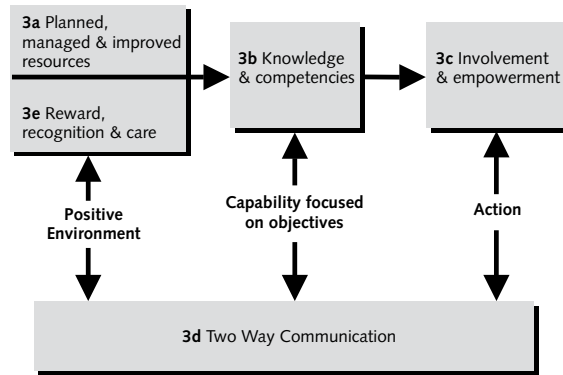 3a Planned,
managed & improved
resources
3e Reward,
recognition & care
3b Knowledge
& competencies
3c Involvement
& empowerment
Positive
Environment
Capability focused
on objectives
Action
3d Two Way Communication